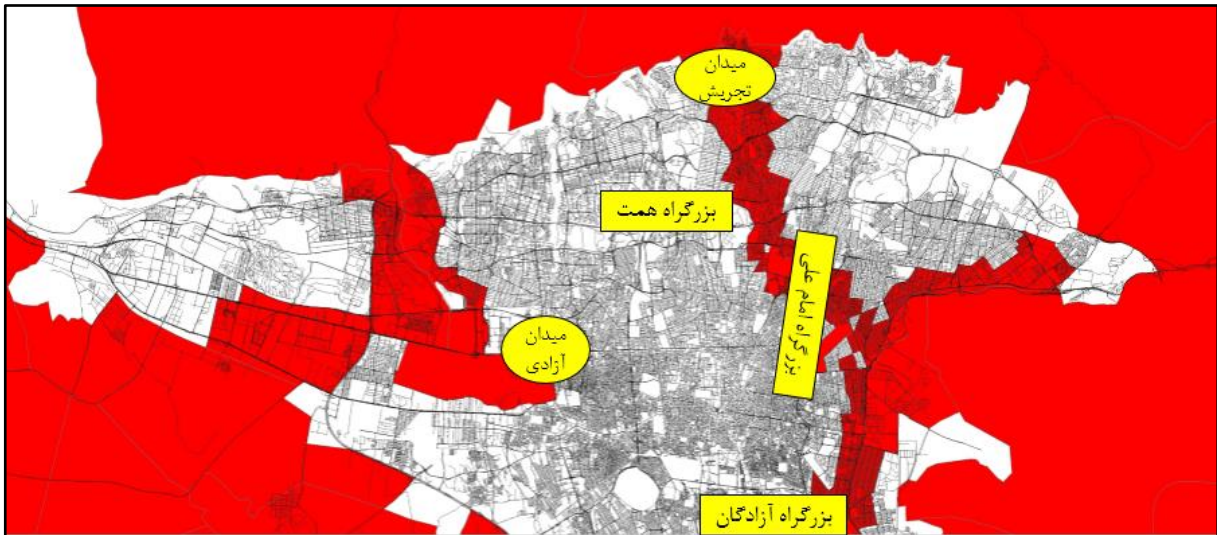 میدان
تجریش
بزرگراه همت
بزرگراه امام علی
میدان
آزادی
بزرگراه آزادگان